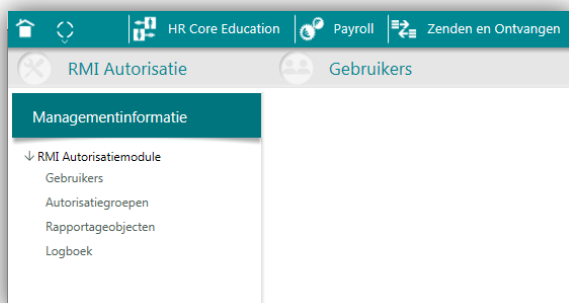 HR Core Education Payroll Zenden en Ontvangen
RMI Autorisatie Gebruikers
Managementinformatie
RMI Autorisatiemodule
Gebruikers
Autorisatiegroepen
Rapportageobjecten
Logboek